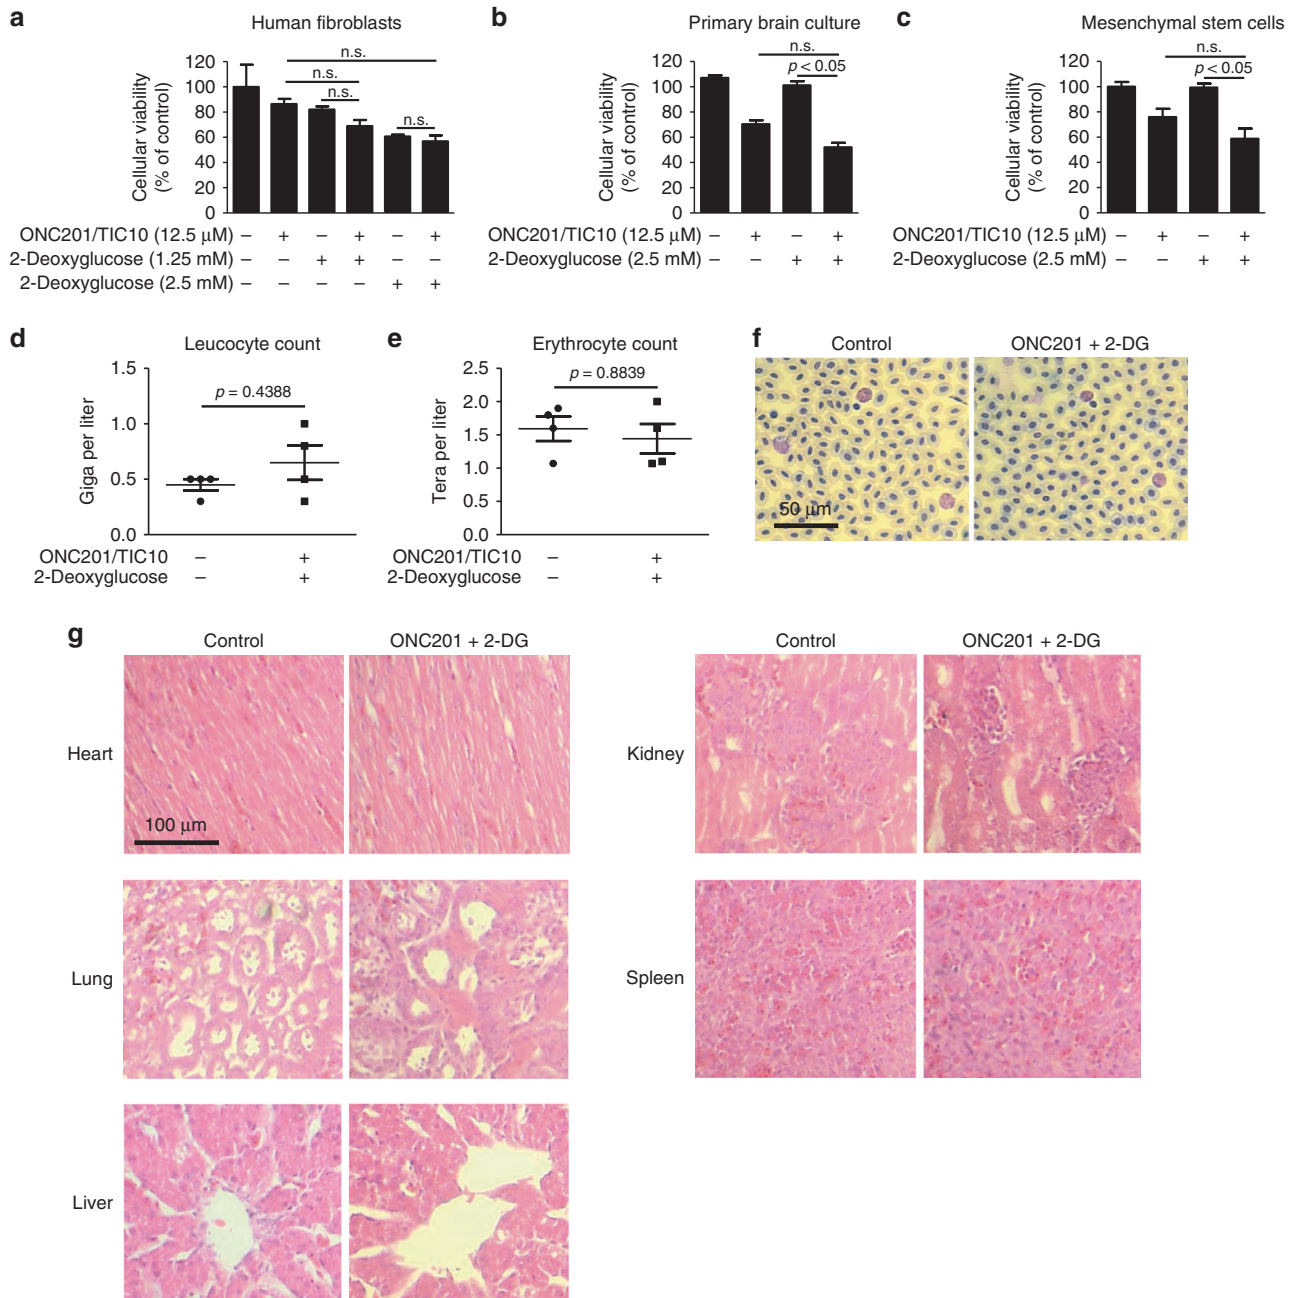 a
Human fibroblasts
Cellular viability
(% of control)
120
100
80
60
40
20
0
n.s.
n.s.
n.s.
n.s.
ONC201/TIC10 (12.5 μM) – + – + – +
2-Deoxyglucose (1.25 mM) – – + + – –
2-Deoxyglucose (2.5 mM) – – – – + +
b
Primary brain culture
Cellular viability
(% of control)
120
100
80
60
40
20
0
n.s.
p < 0.05
ONC201/TIC10 (12.5 μM) – + – +
2-Deoxyglucose (2.5 mM) – – + +
c
Mesenchymal stem cells
Cellular viability
(% of control)
120
100
80
60
40
20
0
n.s.
p < 0.05
ONC201/TIC10 (12.5 μM) – + – +
2-Deoxyglucose (2.5 mM) – – + +
d
Leucocyte count
Giga per liter
1.5
1.0
0.5
0.0
p = 0.4388
ONC201/TIC10 – +
2-Deoxyglucose – +
e
Erythrocyte count
Tera per liter
2.5
2.0
1.5
1.0
0.5
0.0
p = 0.8839
ONC201/TIC10 – +
2-Deoxyglucose – +
f
Control ONC201 + 2-DG
50 μm
g
Control ONC201 + 2-DG
Heart
100 μm
Lung
Liver
Control ONC201 + 2-DG
Kidney
Spleen